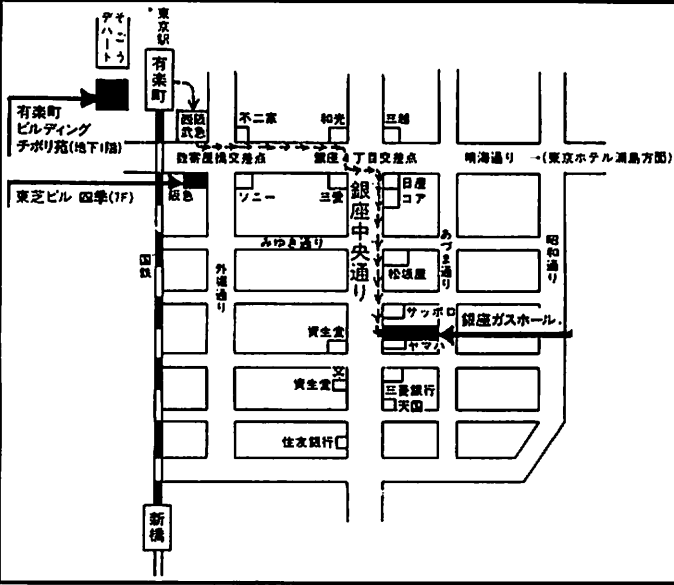 そごう
デパート
東京駅
有楽町
有楽町
ビルディング
チボリ苑(地下1階)
西武
阪急
不二家
和光
三越
数寄屋橋交差点
銀座4丁目交差点
晴海通り →(東京ホテル浦島方面)
東芝ビル 四季(7F)
阪急
ソニー
三愛
日産
コア
銀座中央通り
みゆき通り
あづま通り
昭和通り
国鉄
外堀通り
松坂屋
サッポロ
銀座ガスホール
ヤマハ
資生堂
資生堂
三菱銀行
天国
住友銀行
新橋